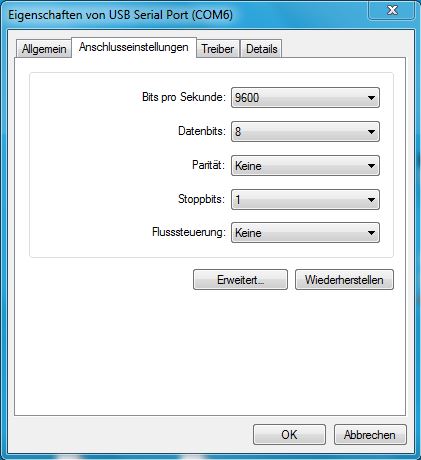 Eigenschaften von USB Serial Port (COM6)
Allgemein Anschlusseinstellungen Treiber Details
Bits pro Sekunde: 9600
Datenbits: 8
Parität: Keine
Stoppbits: 1
Flusssteuerung: Keine
Erweitert... Wiederherstellen
OK Abbrechen